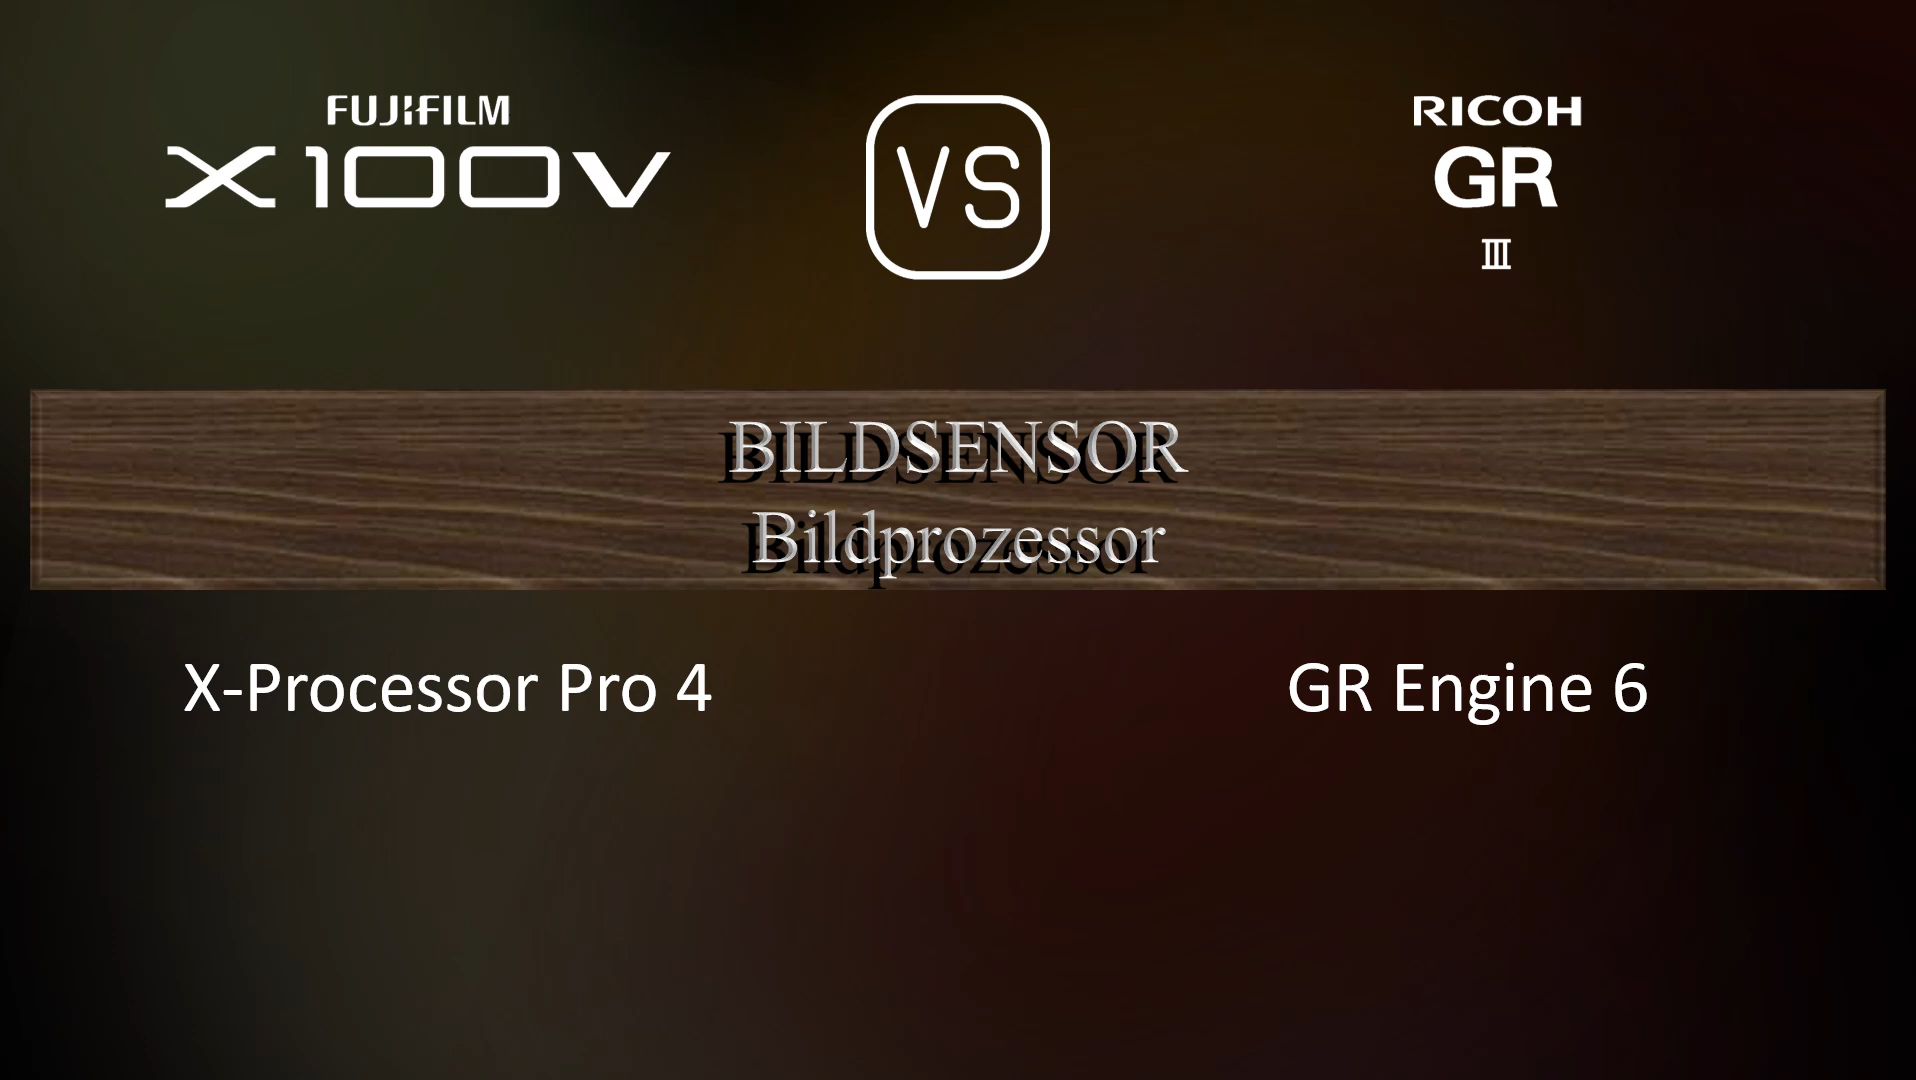 FUJIFILM
X100V
VS
RICOH
GR
III
BILDSENSOR
Bildprozessor
X-Processor Pro 4
GR Engine 6